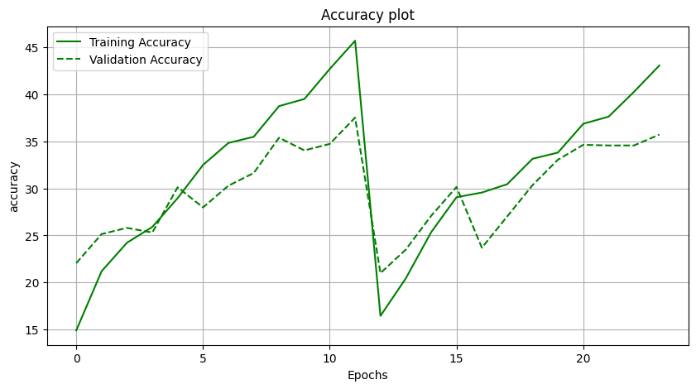 Accuracy plot
Training Accuracy
Validation Accuracy
45
40
35
30
25
20
15
accuracy
0 5 10 15 20
Epochs